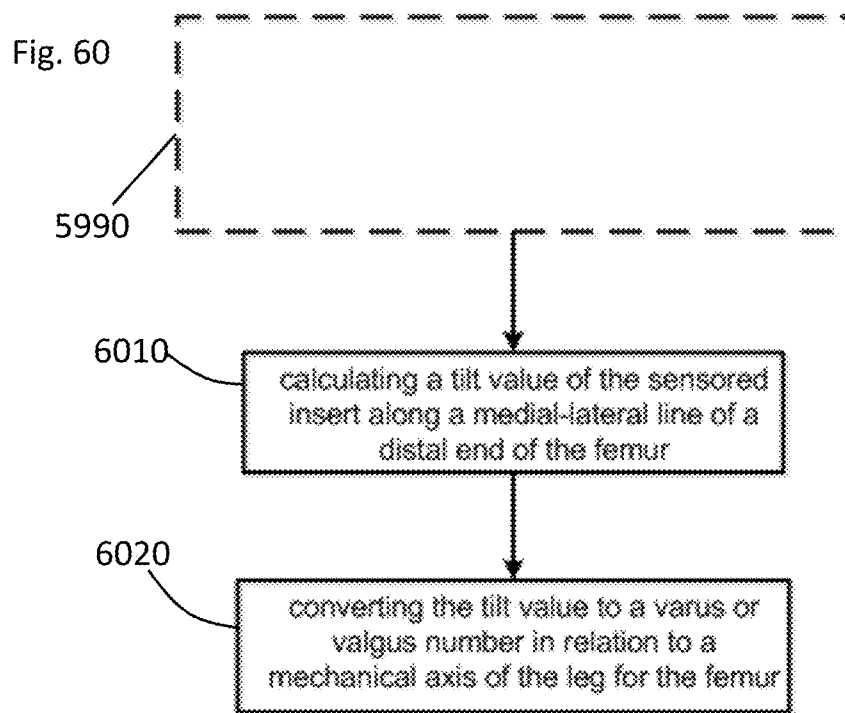 Fig. 60
5990
6010
calculating a tilt value of the sensored
insert along a medial-lateral line of a
distal end of the femur
6020
converting the tilt value to a varus or
valgus number in relation to a
mechanical axis of the leg for the femur